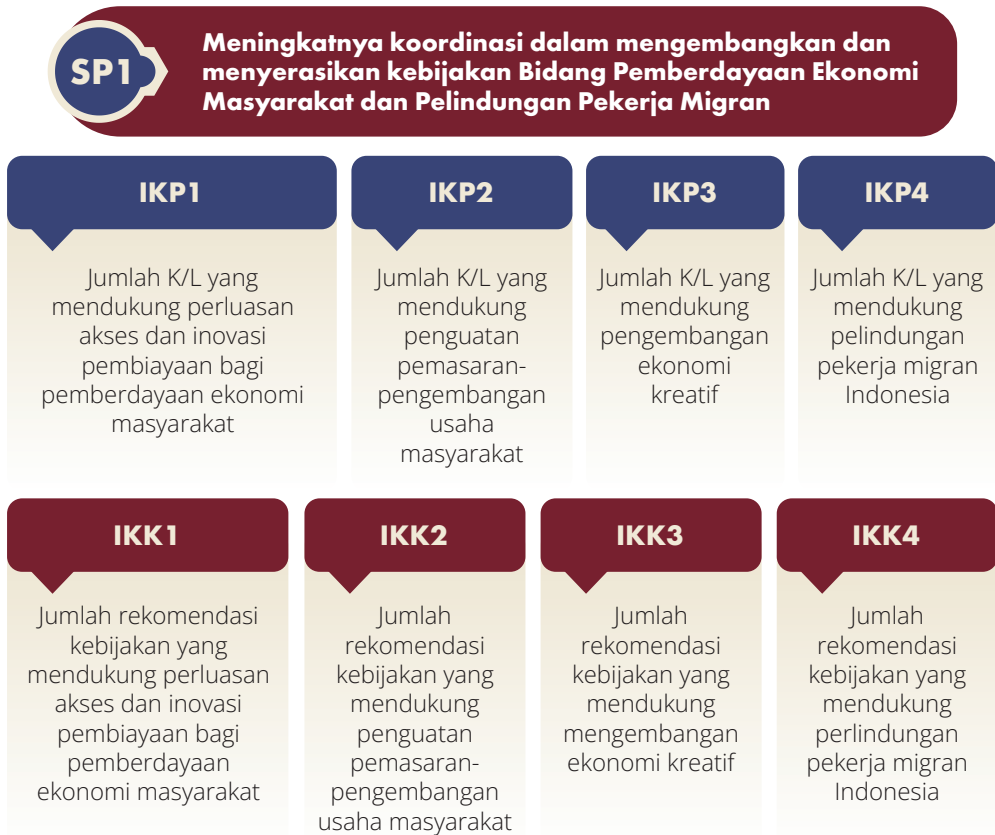 SP1
Meningkatnya koordinasi dalam mengembangkan dan
menyerasikan kebijakan Bidang Pemberdayaan Ekonomi
Masyarakat dan Pelindungan Pekerja Migran
IKP1
Jumlah K/L yang
mendukung perluasan
akses dan inovasi
pembiayaan bagi
pemberdayaan ekonomi
masyarakat
IKP2
Jumlah K/L yang
mendukung
penguatan
pemasaran-
pengembangan
usaha
masyarakat
IKP3
Jumlah K/L yang
mendukung
pengembangan
ekonomi
kreatif
IKP4
Jumlah K/L yang
mendukung
pelindungan
pekerja migran
Indonesia
IKK1
Jumlah rekomendasi
kebijakan yang
mendukung perluasan
akses dan inovasi
pembiayaan bagi
pemberdayaan
ekonomi masyarakat
IKK2
Jumlah
rekomendasi
kebijakan yang
mendukung
penguatan
pemasaran-
pengembangan
usaha masyarakat
IKK3
Jumlah
rekomendasi
kebijakan yang
mendukung
mengembangan
ekonomi kreatif
IKK4
Jumlah
rekomendasi
kebijakan yang
mendukung
perlindungan
pekerja migran
Indonesia